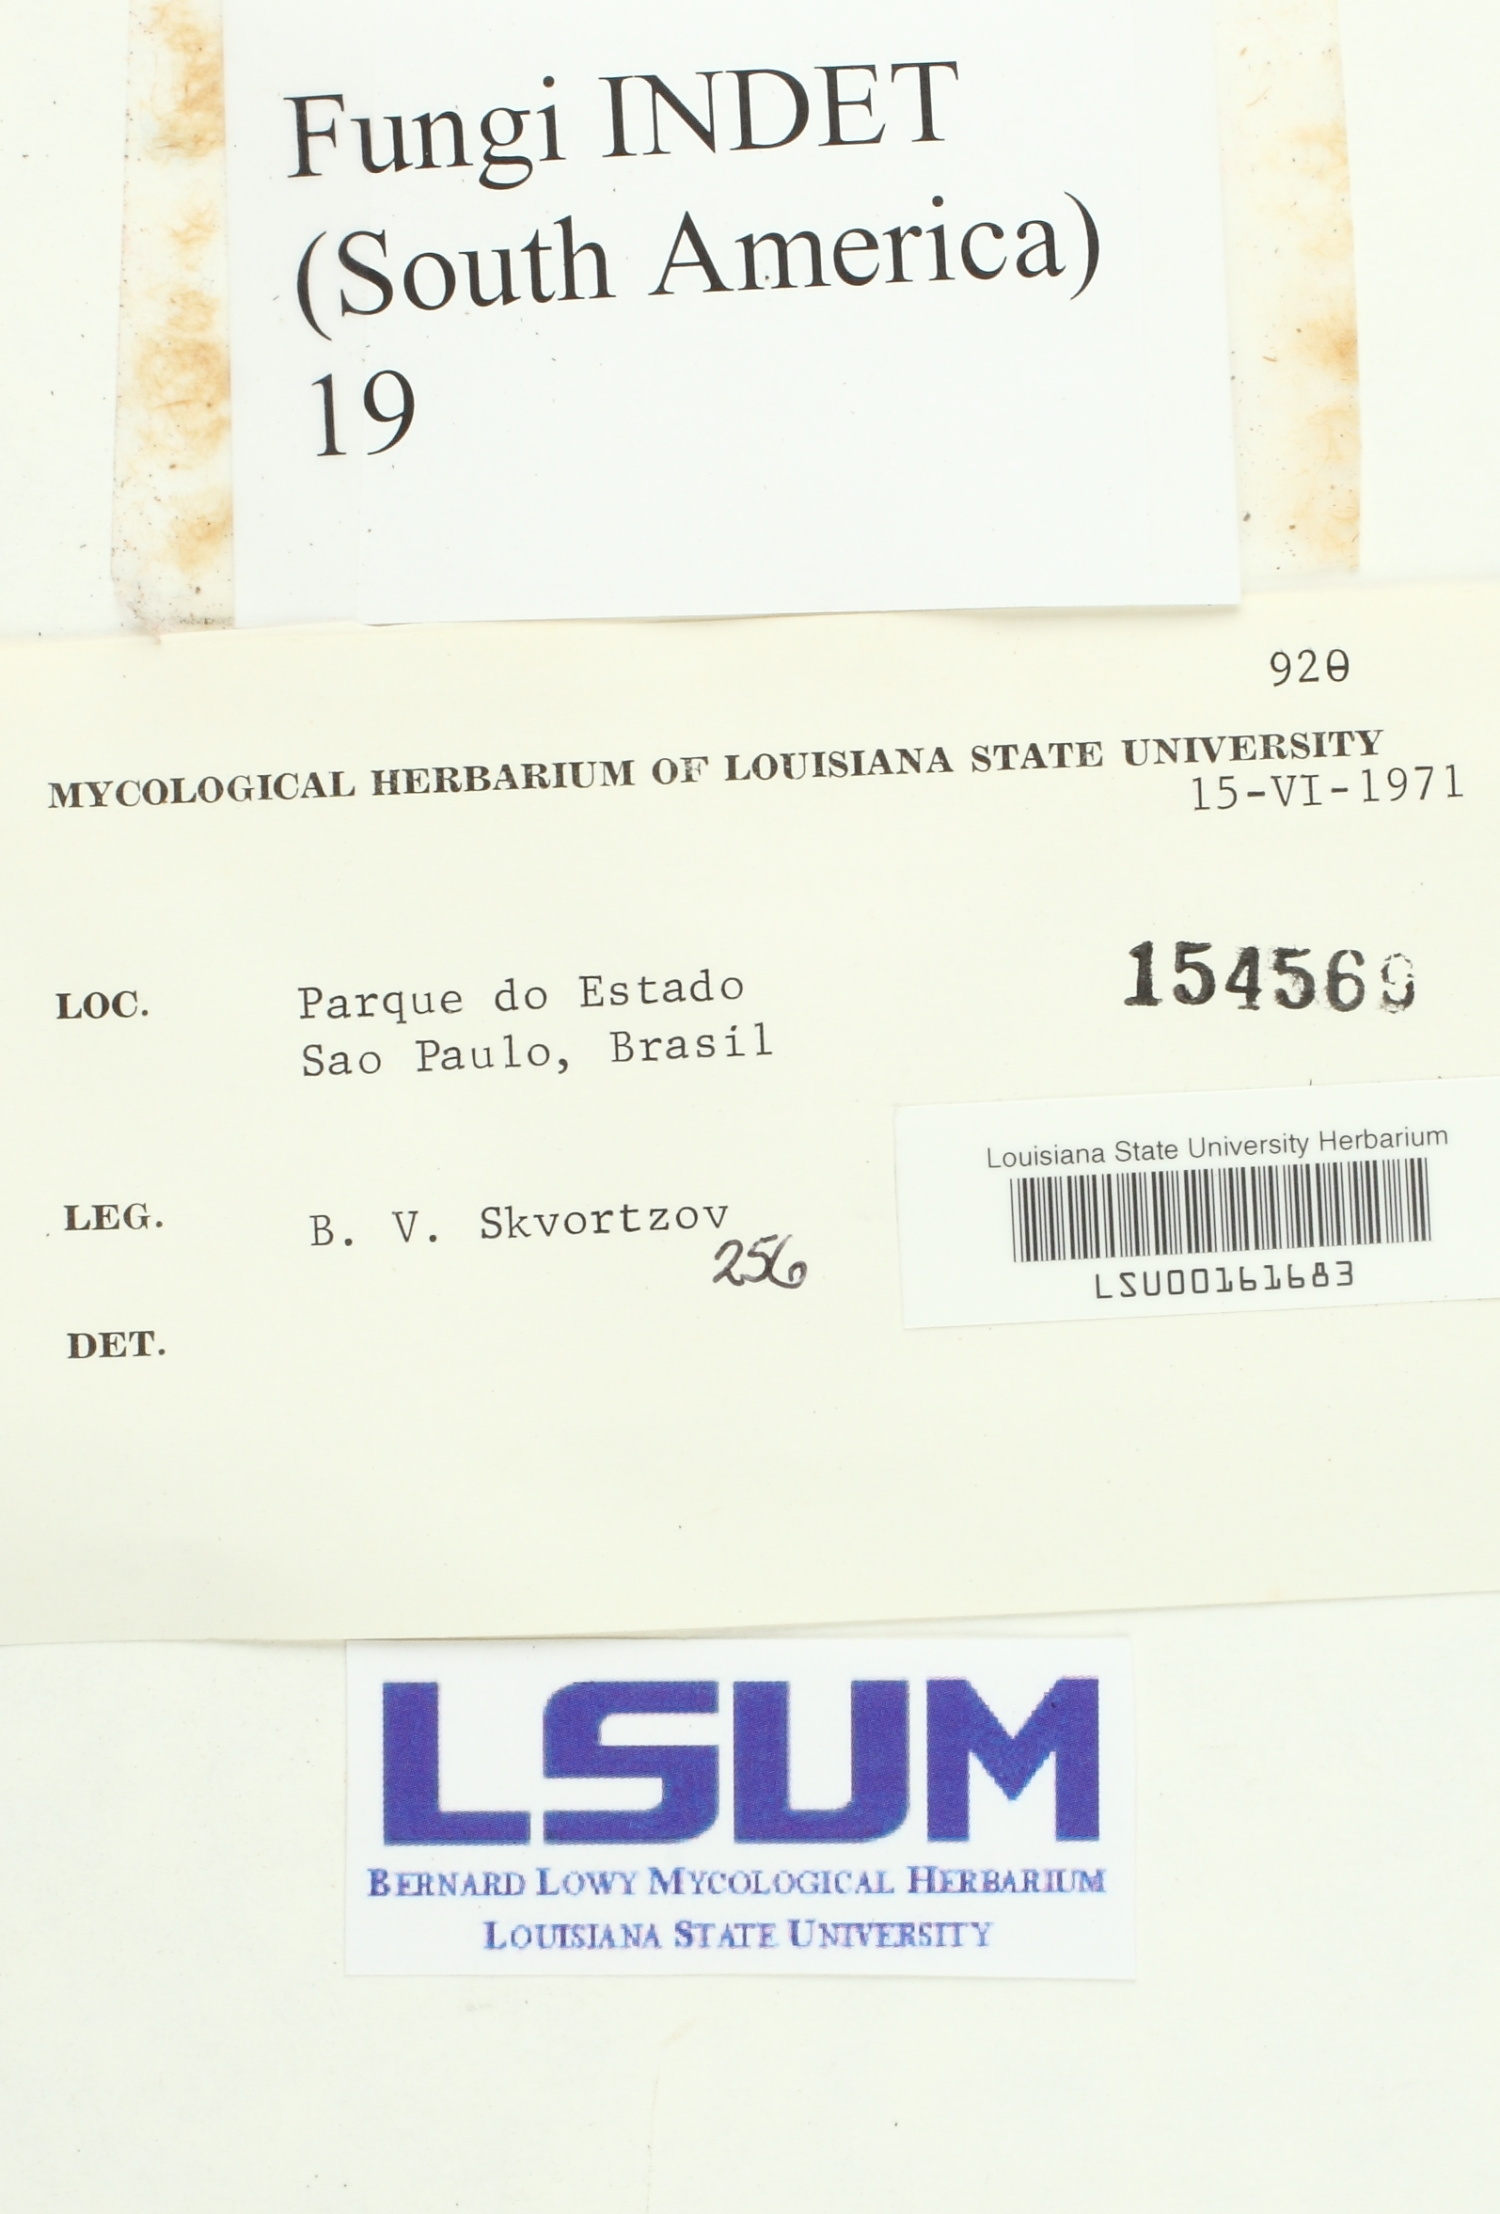 Fungi INDET
(South America)
19
920
MYCOLOGICAL HERBARIUM OF LOUISIANA STATE UNIVERSITY
15-VI-1971
154569
LOC. Parque do Estado
Sao Paulo, Brasil
Louisiana State University Herbarium
LEG. B. V. Skvortzov
256
LSU00161683
DET.
LSUM
BERNARD LOWY MYCOLOGICAL HERBARIUM
LOUISIANA STATE UNIVERSITY